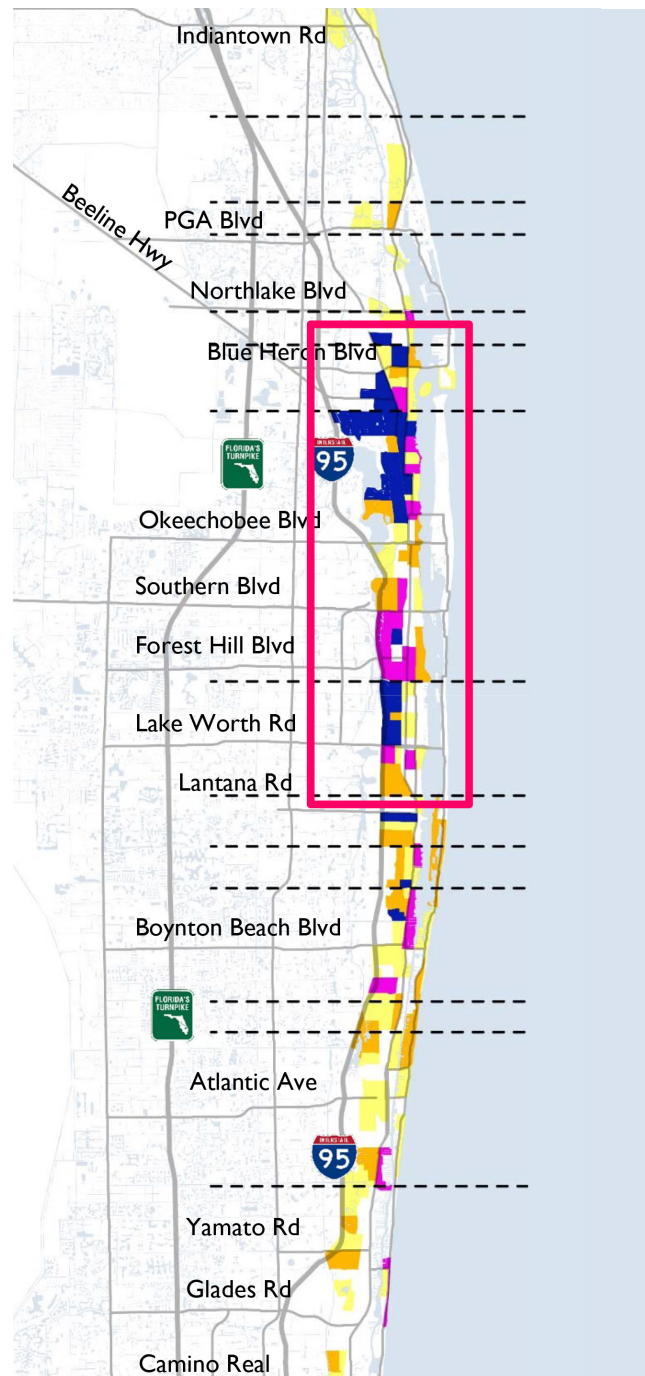 Indiantown Rd
Beeline Hwy
PGA Blvd
Northlake Blvd
Blue Heron Blvd
FLORIDA'S
TURNPIKE
INTERSTATE
95
Okeechobee Blvd
Southern Blvd
Forest Hill Blvd
Lake Worth Rd
Lantana Rd
Boynton Beach Blvd
FLORIDA'S
TURNPIKE
Atlantic Ave
INTERSTATE
95
Yamato Rd
Glades Rd
Camino Real